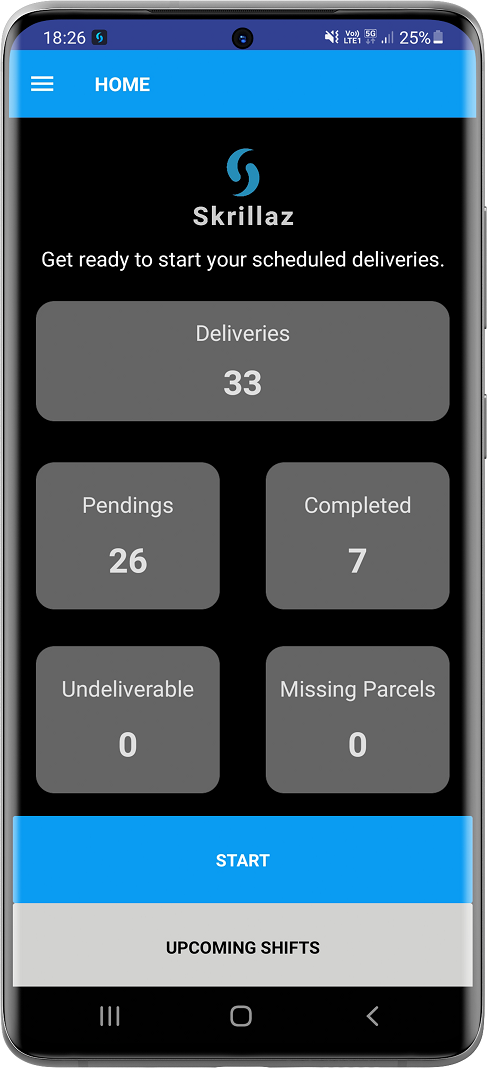 18:26 Vo) LTE1 5G 25%
HOME
Skrillaz
Get ready to start your scheduled deliveries.
Deliveries
33
Pendings
Completed
26
7
Undeliverable
Missing Parcels
0
0
START
UPCOMING SHIFTS